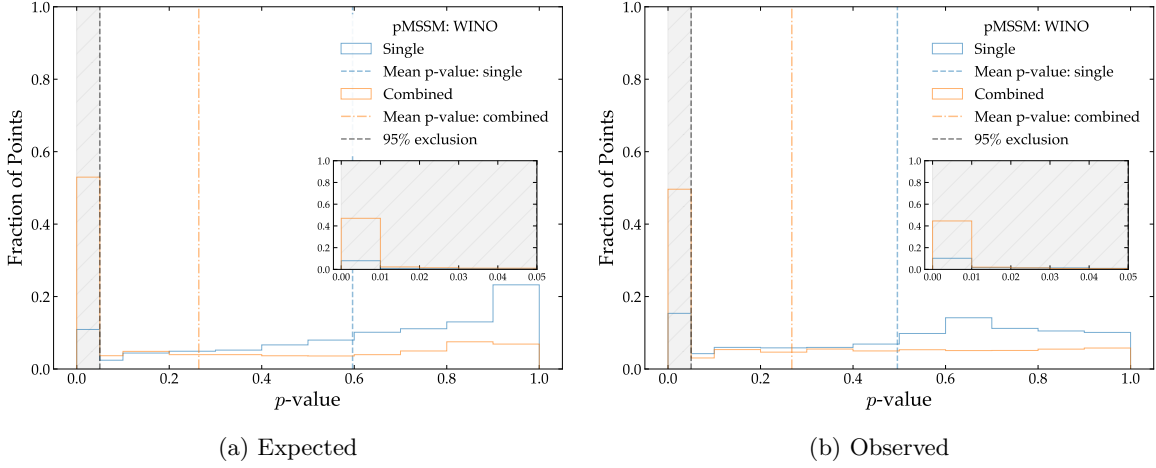 pMSSM: WINO
Single
Mean p-value: single
Combined
Mean p-value: combined
95% exclusion
Fraction of Points
1.0
0.8
0.6
0.4
0.2
0.0
1.0
0.8
0.6
0.4
0.2
0.0
0.00 0.01 0.02 0.03 0.04 0.05
0.0 0.2 0.4 0.6 0.8 1.0
p-value
(a) Expected
pMSSM: WINO
Single
Mean p-value: single
Combined
Mean p-value: combined
95% exclusion
Fraction of Points
1.0
0.8
0.6
0.4
0.2
0.0
1.0
0.8
0.6
0.4
0.2
0.0
0.00 0.01 0.02 0.03 0.04 0.05
0.0 0.2 0.4 0.6 0.8 1.0
p-value
(b) Observed